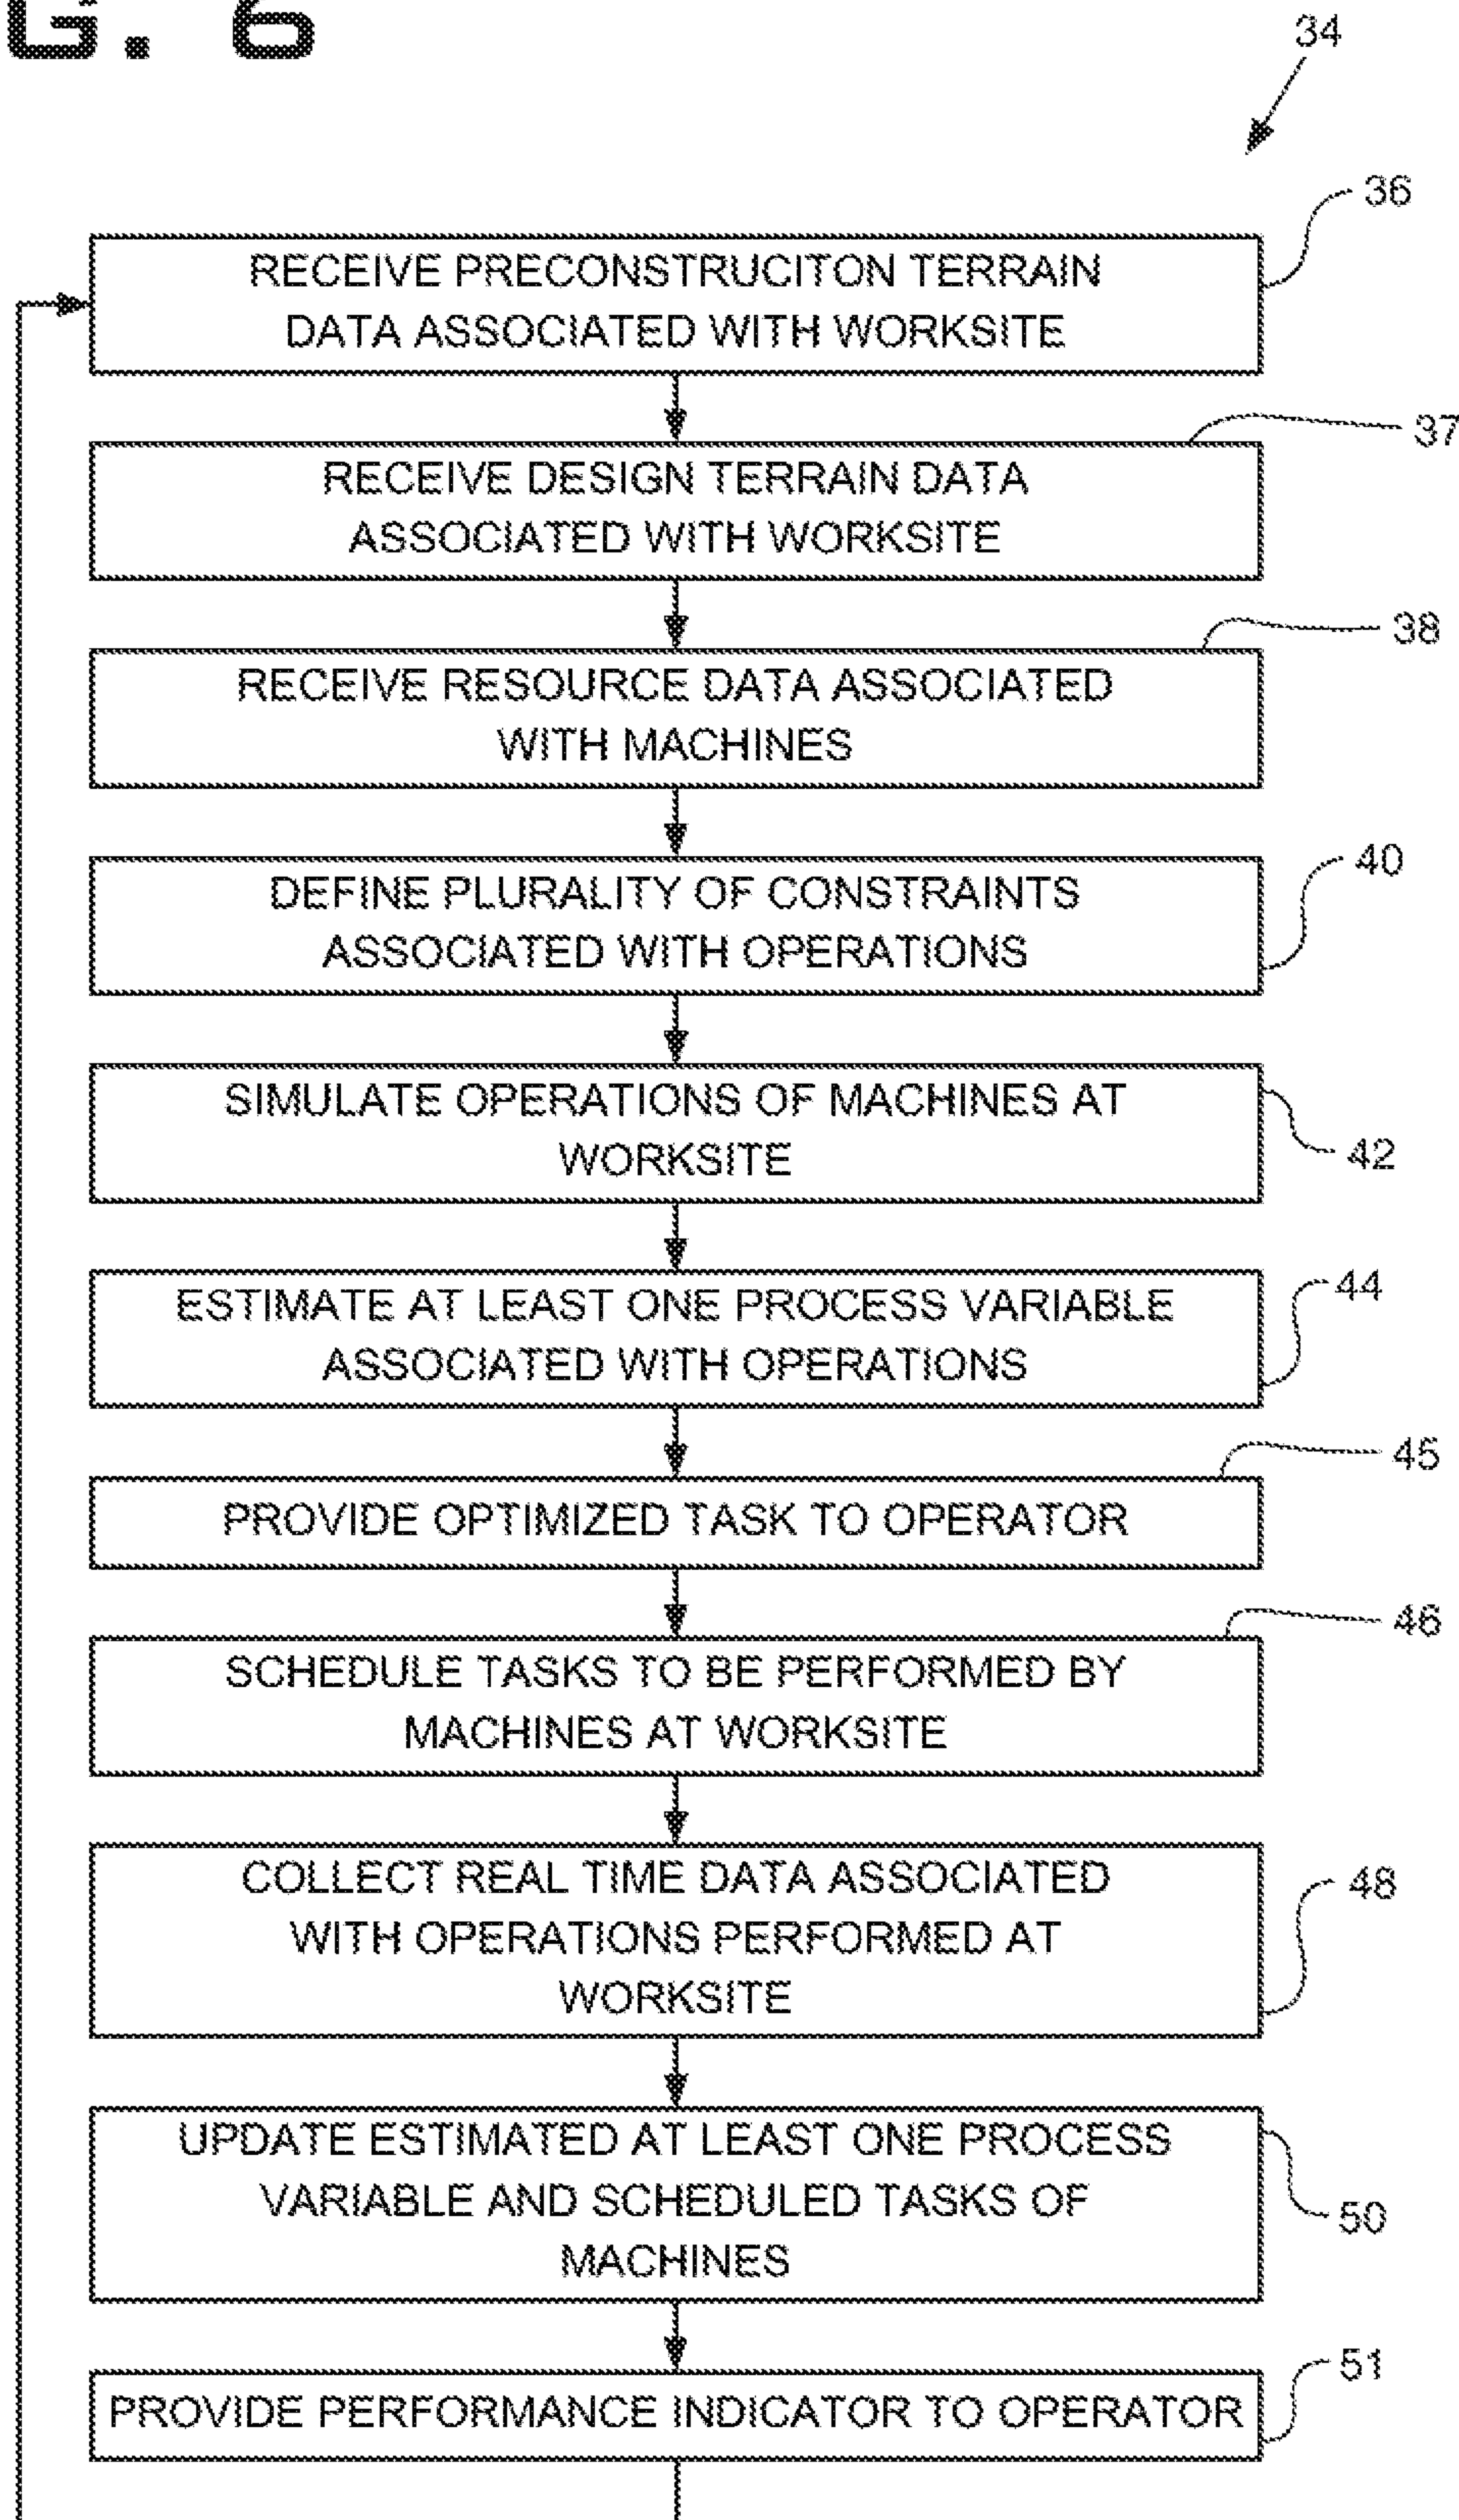 G. 6
34
36
RECEIVE PRECONSTRUCITON TERRAIN
DATA ASSOCIATED WITH WORKSITE
37
RECEIVE DESIGN TERRAIN DATA
ASSOCIATED WITH WORKSITE
38
RECEIVE RESOURCE DATA ASSOCIATED
WITH MACHINES
40
DEFINE PLURALITY OF CONSTRAINTS
ASSOCIATED WITH OPERATIONS
SIMULATE OPERATIONS OF MACHINES AT
WORKSITE
42
ESTIMATE AT LEAST ONE PROCESS VARIABLE
ASSOCIATED WITH OPERATIONS
44
45
PROVIDE OPTIMIZED TASK TO OPERATOR
46
SCHEDULE TASKS TO BE PERFORMED BY
MACHINES AT WORKSITE
COLLECT REAL TIME DATA ASSOCIATED
WITH OPERATIONS PERFORMED AT
WORKSITE
48
UPDATE ESTIMATED AT LEAST ONE PROCESS
VARIABLE AND SCHEDULED TASKS OF
MACHINES
50
51
PROVIDE PERFORMANCE INDICATOR TO OPERATOR